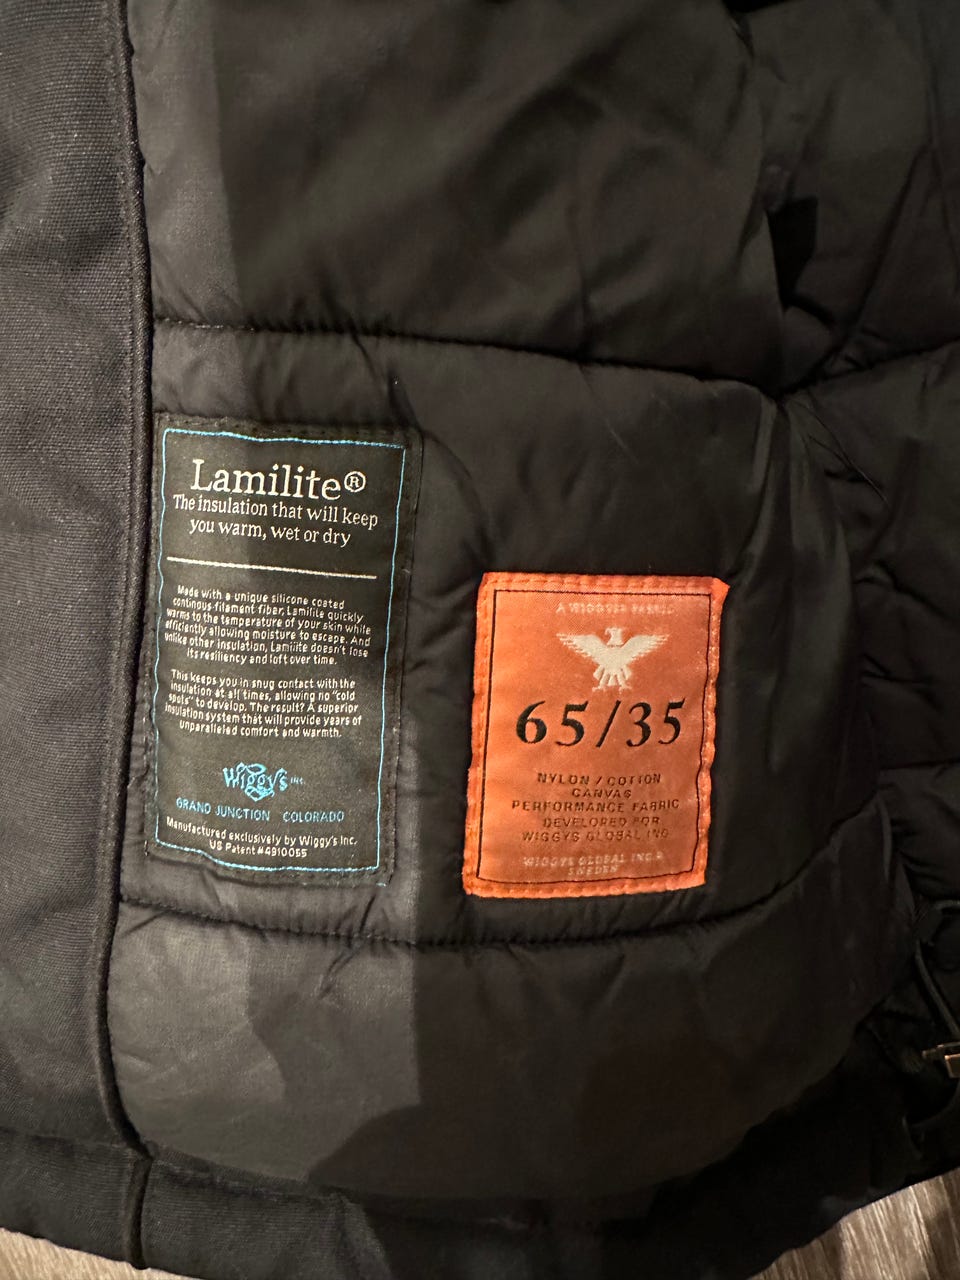 Lamilite®
The insulation that will keep
you warm, wet or dry
Made with a unique silicone coated
continous filament fiber, Lamilite quickly
warms to the temperature of your skin while
efficiently allowing moisture to escape. And
unlike other insulation, Lamilite doesn't lose
its resiliency and loft over time.
This keeps you in snug contact with the
insulation at all times, allowing no "cold
spots" to develop. The result? A superior
insulation system that will provide years of
unparalleled comfort and warmth.
Wiggy's INC.
GRAND JUNCTION COLORADO
Manufactured exclusively by Wiggy's Inc.
US Patent #4910055
A WIGGYS FABRIC
65/35
NYLON / COTTON
CANVAS
PERFORMANCE FABRIC
DEVELOPED FOR
WIGGYS GLOBAL INC
WIGGYS GLOBAL INC.
SWEDEN